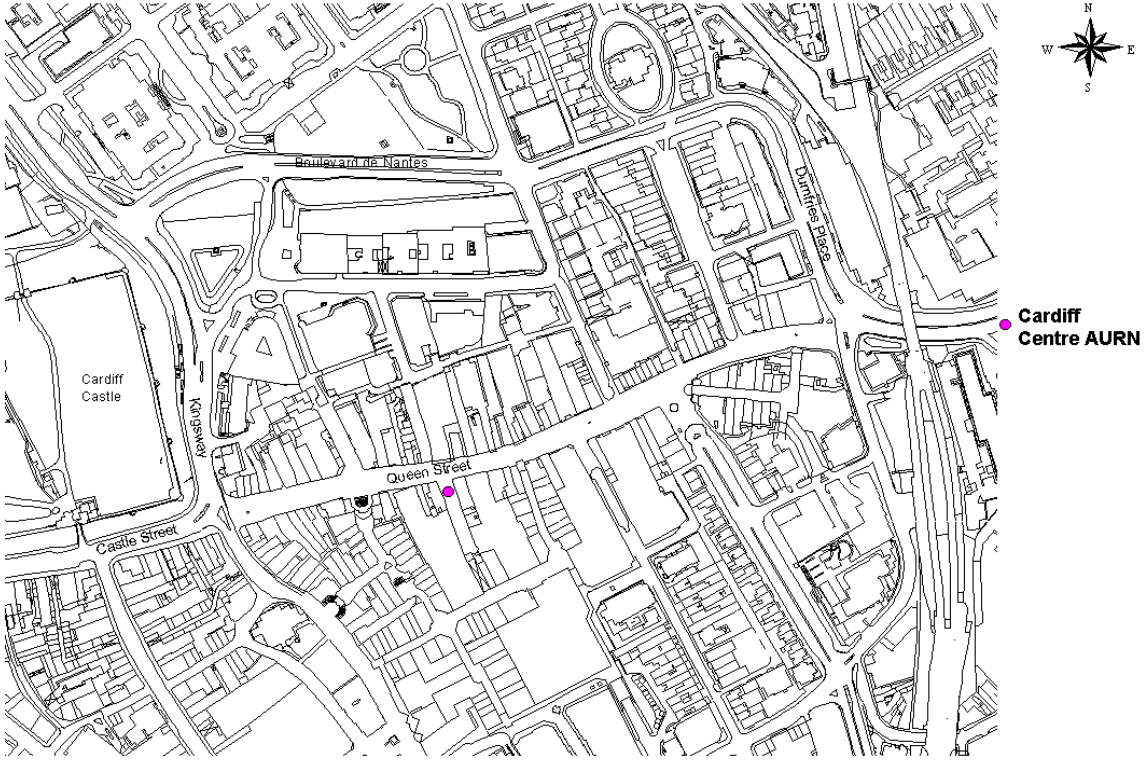 N
W E
S
Boulevard de Nantes
Dumfries Place
Cardiff
Centre AURN
Cardiff
Castle
Kingsway
Queen Street
Castle Street